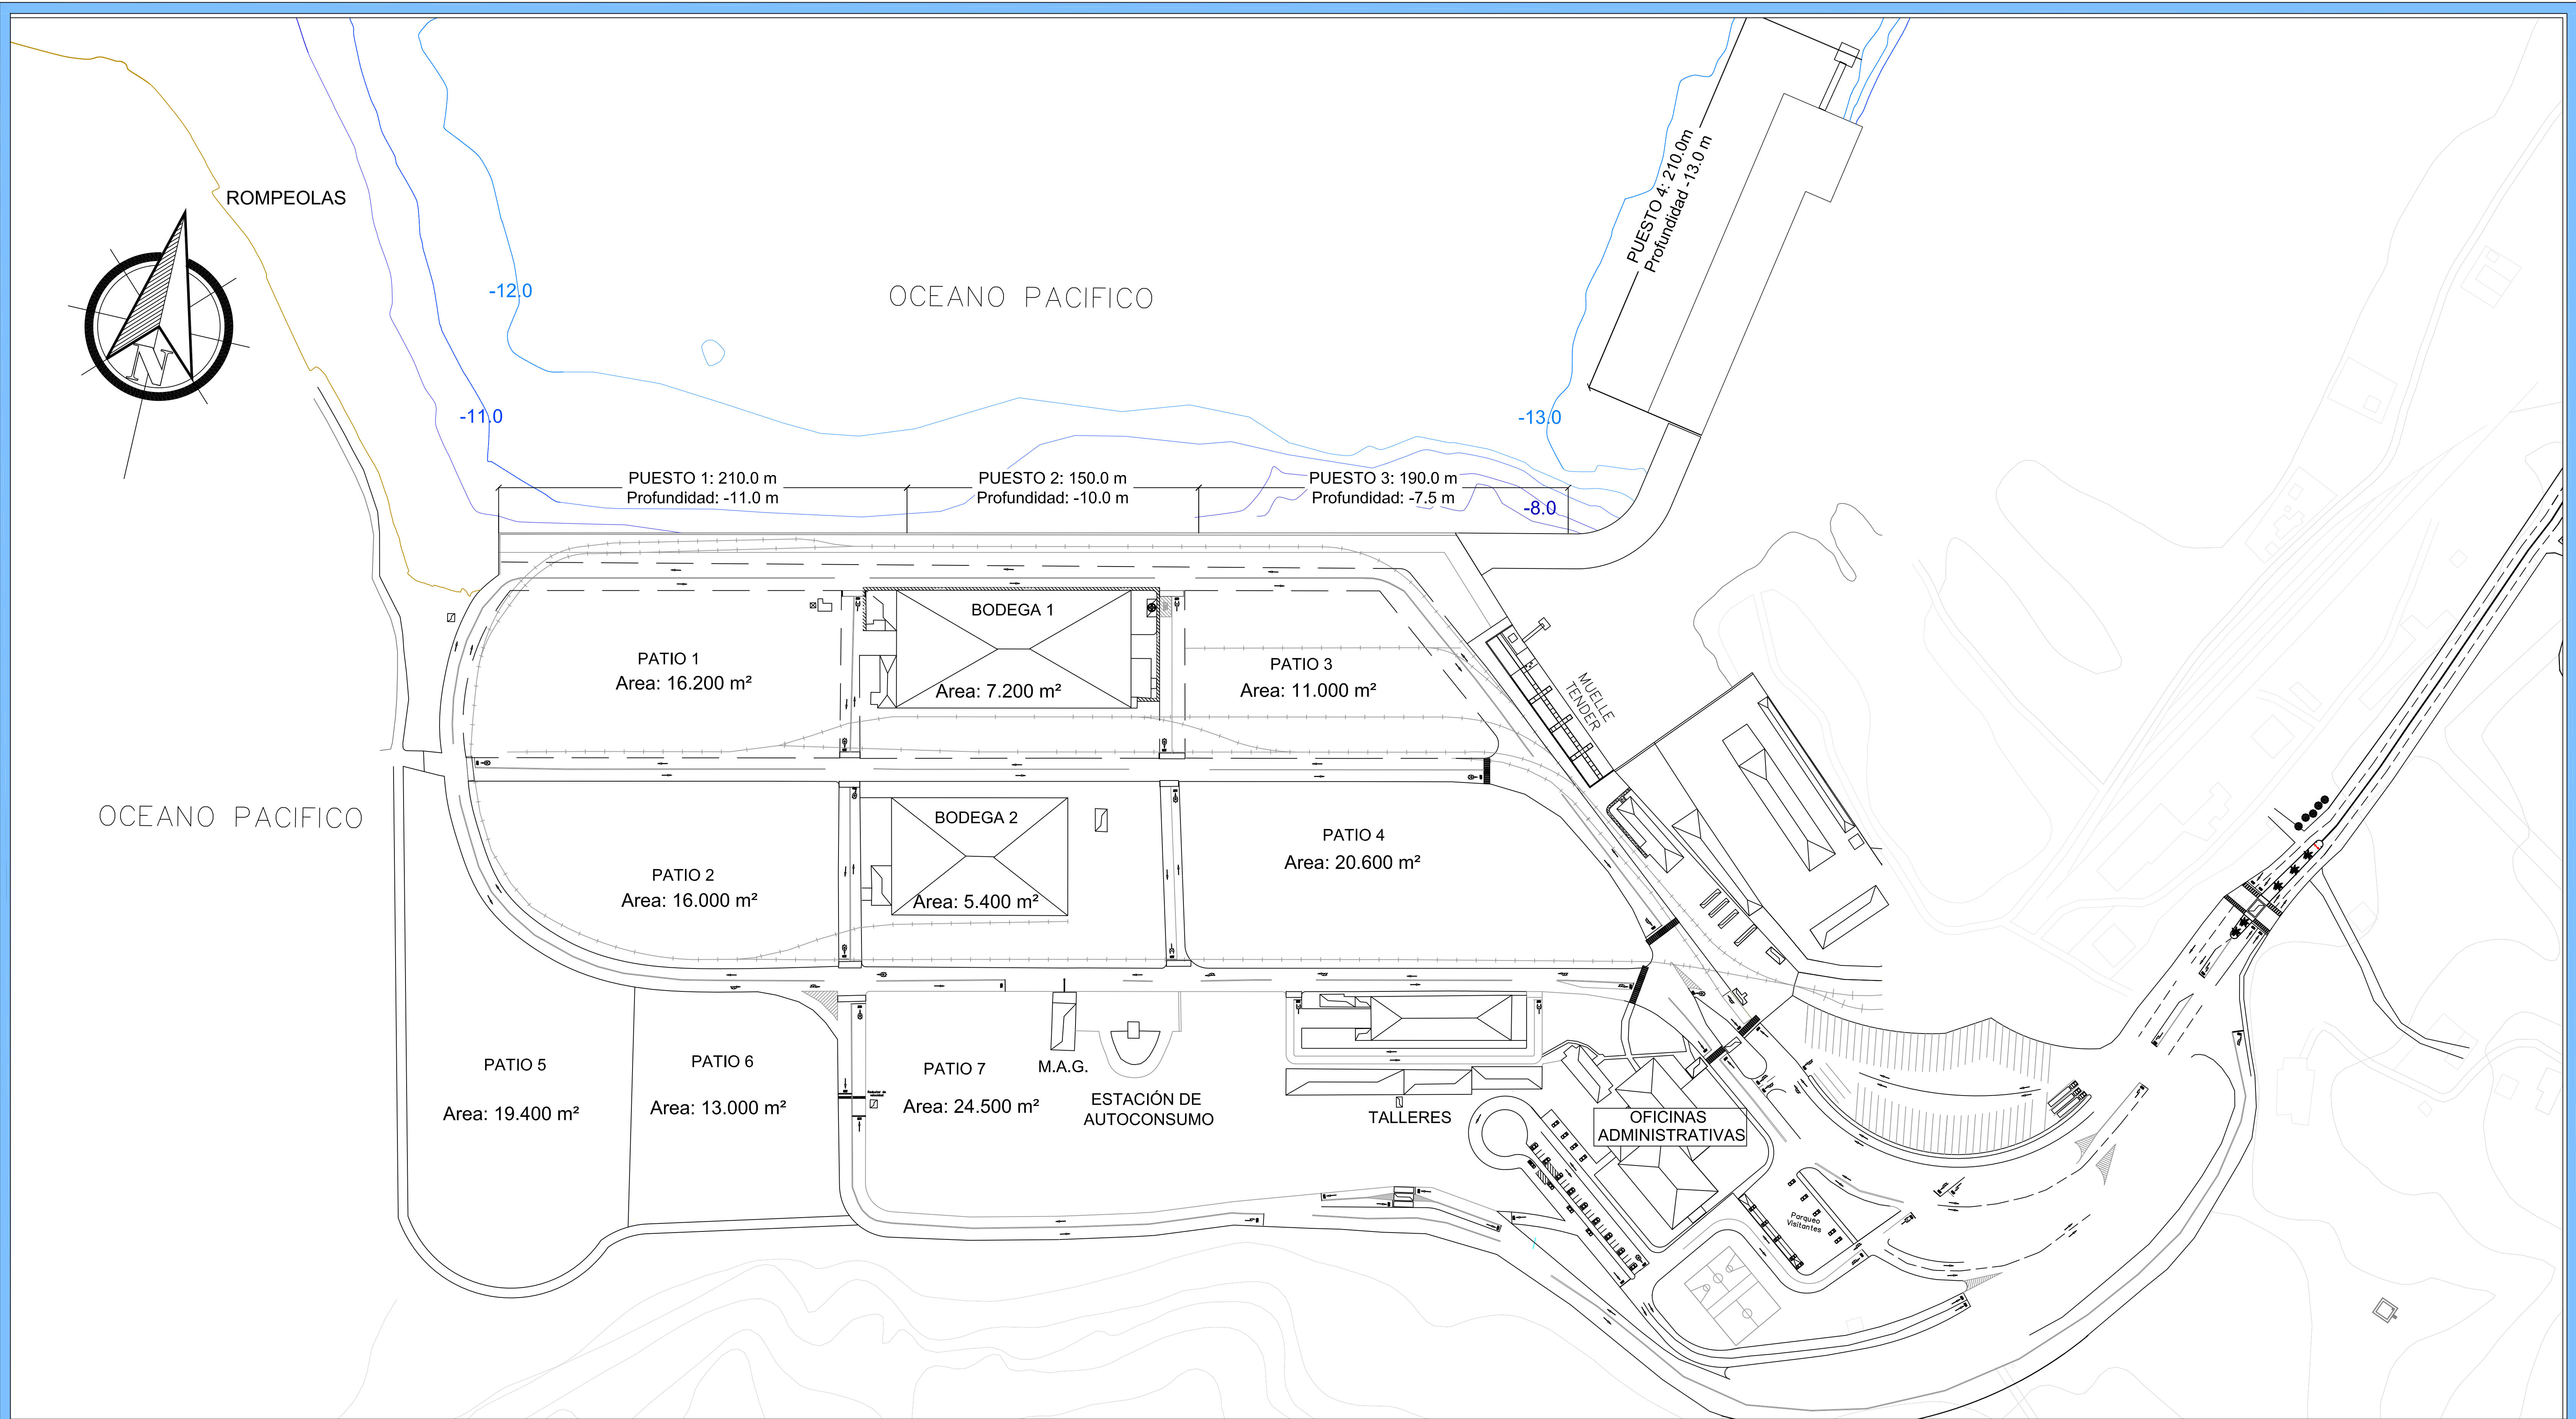 ROMPEOLAS
N
-12.0
OCEANO PACIFICO
PUESTO 4: 210.0m
Profundidad -13.0 m
-11.0
-13.0
PUESTO 1: 210.0 m
Profundidad: -11.0 m
PUESTO 2: 150.0 m
Profundidad: -10.0 m
PUESTO 3: 190.0 m
Profundidad: -7.5 m
-8.0
BODEGA 1
Area: 7.200 m²
PATIO 1
Area: 16.200 m²
PATIO 3
Area: 11.000 m²
MUELLE
TENDER
OCEANO PACIFICO
BODEGA 2
Area: 5.400 m²
PATIO 4
Area: 20.600 m²
PATIO 2
Area: 16.000 m²
PATIO 5
Area: 19.400 m²
PATIO 6
Area: 13.000 m²
PATIO 7
Area: 24.500 m²
M.A.G.
ESTACIÓN DE
AUTOCONSUMO
TALLERES
OFICINAS
ADMINISTRATIVAS
Parqueo
Visitantes